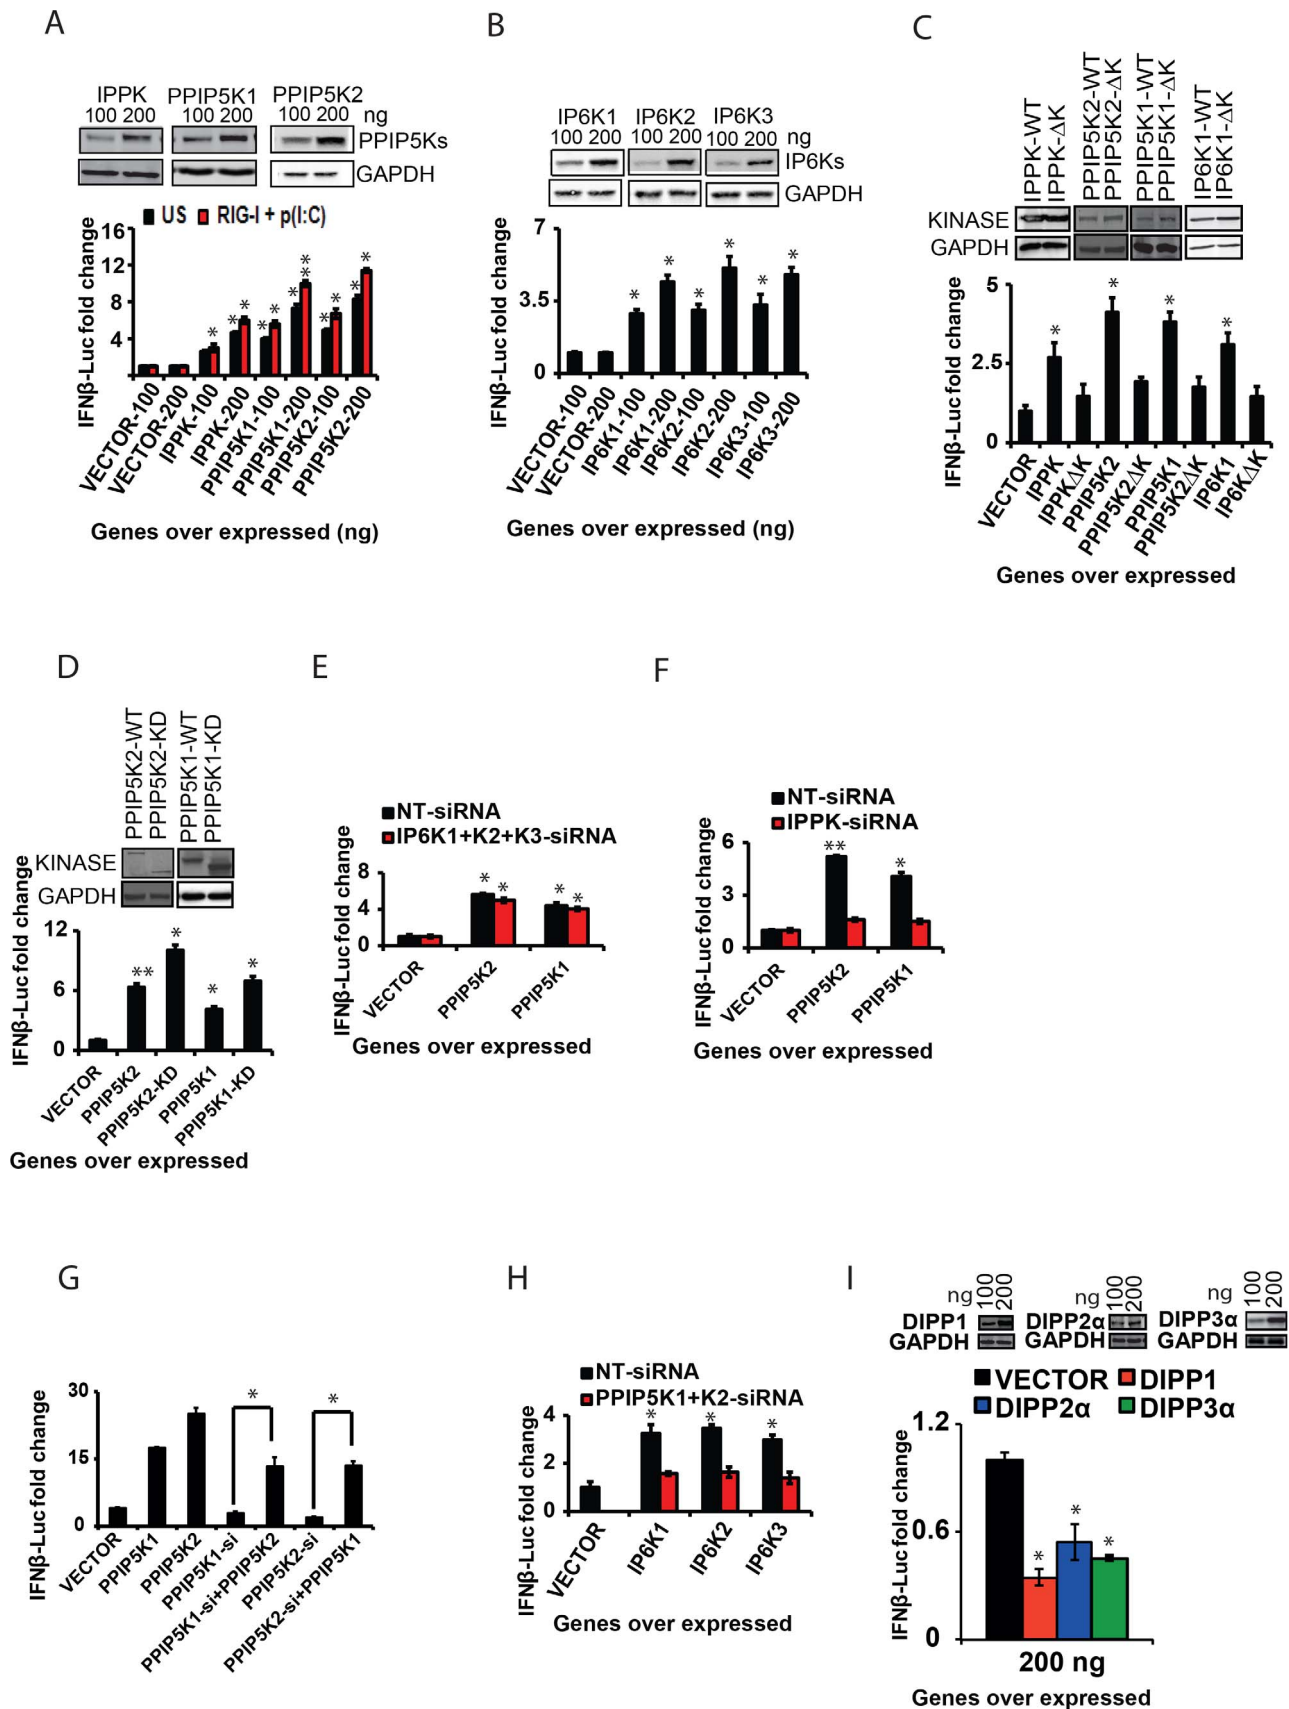 A
IPPK PPIP5K1 PPIP5K2
100 200 100 200 100 200 ng
PPIP5Ks
GAPDH
US RIG-I + p(I:C)
IFNβ-Luc fold change
16
12
8
4
* * * * * * * * * * *
VECTOR-100
VECTOR-200
IPPK-100
IPPK-200
PPIP5K1-100
PPIP5K1-200
PPIP5K2-100
PPIP5K2-200
Genes over expressed (ng)
B
IP6K1 IP6K2 IP6K3
100 200 100 200 100 200 ng
IP6Ks
GAPDH
IFNβ-Luc fold change
7
3.5
0
* * * * * *
VECTOR-100
VECTOR-200
IP6K1-100
IP6K1-200
IP6K2-100
IP6K2-200
IP6K3-100
IP6K3-200
Genes over expressed (ng)
C
IPPK-WT
IPPK-ΔK
PPIP5K2-WT
PPIP5K2-ΔK
PPIP5K1-WT
PPIP5K1-ΔK
IP6K1-WT
IP6K1-ΔK
KINASE
GAPDH
IFNβ-Luc fold change
5
2.5
0
* * * *
VECTOR
IPPK
IPPKΔK
PPIP5K2
PPIP5K2ΔK
PPIP5K1
PPIP5K2ΔK
IP6K1
IP6KΔK
Genes over expressed
D
PPIP5K2-WT
PPIP5K2-KD
PPIP5K1-WT
PPIP5K1-KD
KINASE
GAPDH
IFNβ-Luc fold change
12
6
0
** * * *
VECTOR
PPIP5K2
PPIP5K2-KD
PPIP5K1
PPIP5K1-KD
Genes over expressed
E
NT-siRNA
IP6K1+K2+K3-siRNA
IFNβ-Luc fold change
8
4
0
* * * *
VECTOR
PPIP5K2
PPIP5K1
Genes over expressed
F
NT-siRNA
IPPK-siRNA
IFNβ-Luc fold change
6
3
0
** *
VECTOR
PPIP5K2
PPIP5K1
Genes over expressed
G
IFNβ-Luc fold change
30
15
0
* *
VECTOR
PPIP5K1
PPIP5K2
PPIP5K1-si
PPIP5K1-si+PPIP5K2
PPIP5K2-si
PPIP5K2-si+PPIP5K1
H
NT-siRNA
PPIP5K1+K2-siRNA
IFNβ-Luc fold change
4
2
0
* * *
VECTOR
IP6K1
IP6K2
IP6K3
Genes over expressed
I
ng 100 200 ng 100 200 ng 100 200
DIPP1 DIPP2α DIPP3α
GAPDH GAPDH GAPDH
VECTOR DIPP1
DIPP2α DIPP3α
IFNβ-Luc fold change
1.2
0.6
0
* * *
200 ng
Genes over expressed